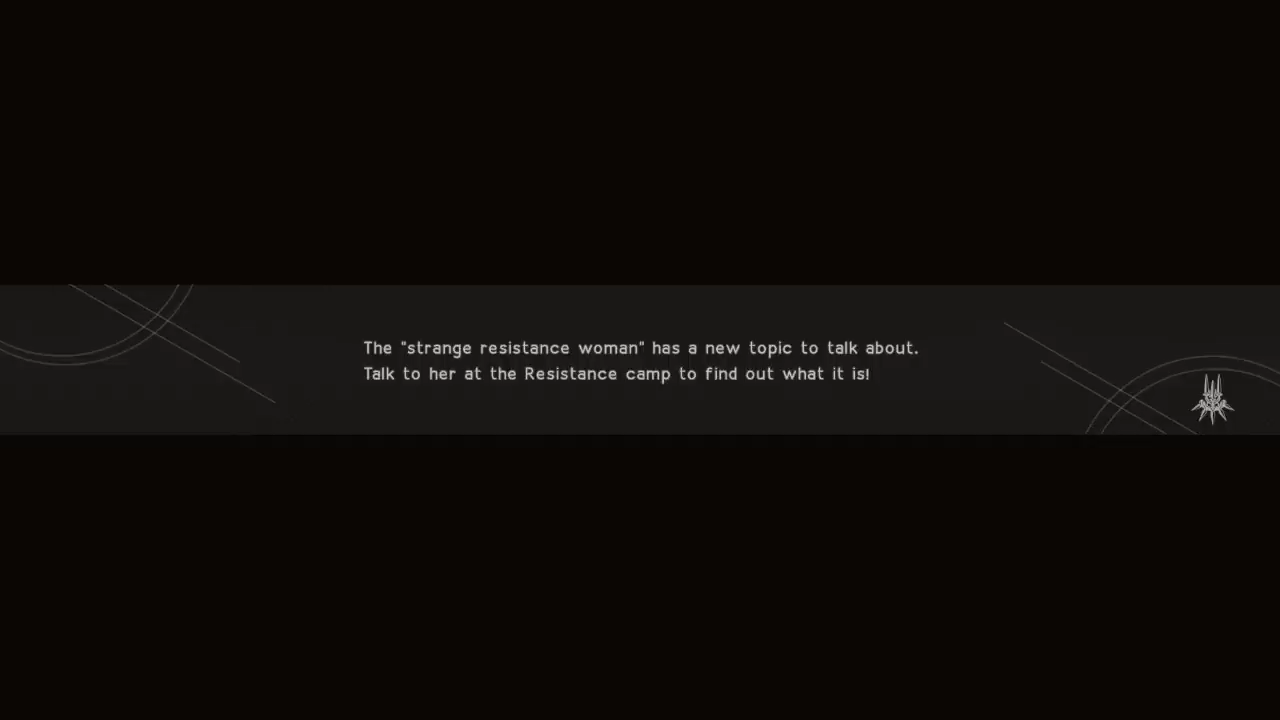 The "strange resistance woman" has a new topic to talk about.
Talk to her at the Resistance camp to find out what it is!